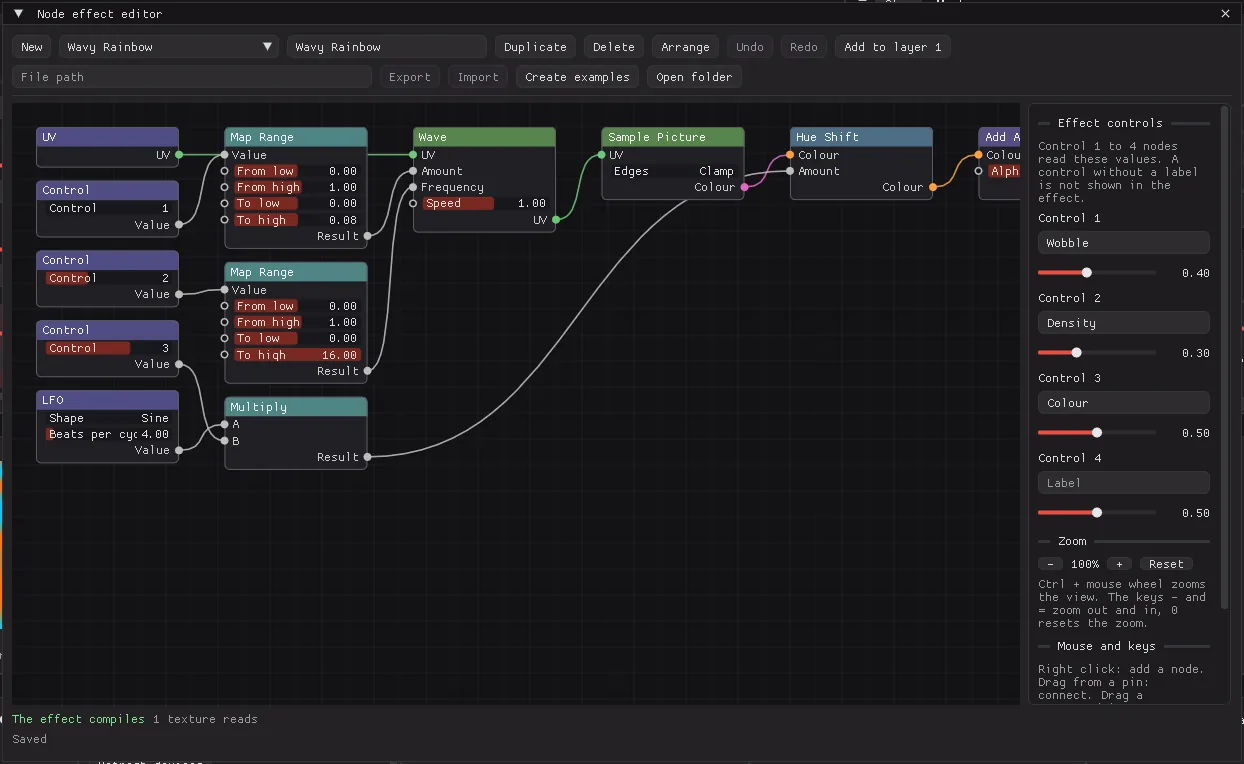 Node effect editor
New
Wavy Rainbow
Wavy Rainbow
Duplicate
Delete
Arrange
Undo
Redo
Add to layer 1
File path
Export
Import
Create examples
Open folder
UV
UV
Control
Control 1
Value
Control
Control 2
Value
Control
Control 3
Value
LFO
Shape Sine
Beats per cyc 4.00
Value
Map Range
Value
From low 0.00
From high 1.00
To low 0.00
To high 0.08
Result
Map Range
Value
From low 0.00
From high 1.00
To low 0.00
To high 16.00
Result
Multiply
A
B
Result
Wave
UV
Amount
Frequency
Speed 1.00
UV
Sample Picture
UV
Edges Clamp
Colour
Hue Shift
Colour
Amount
Colour
Add A
Colou
Alph
Effect controls
Control 1 to 4 nodes
read these values. A
control without a label
is not shown in the
effect.
Control 1
Wobble
0.40
Control 2
Density
0.30
Control 3
Colour
0.50
Control 4
Label
0.50
Zoom
- 100% + Reset
Ctrl + mouse wheel zooms
the view. The keys - and
= zoom out and in, 0
resets the zoom.
Mouse and keys
Right click: add a node.
Drag from a pin:
connect. Drag a
The effect compiles 1 texture reads
Saved